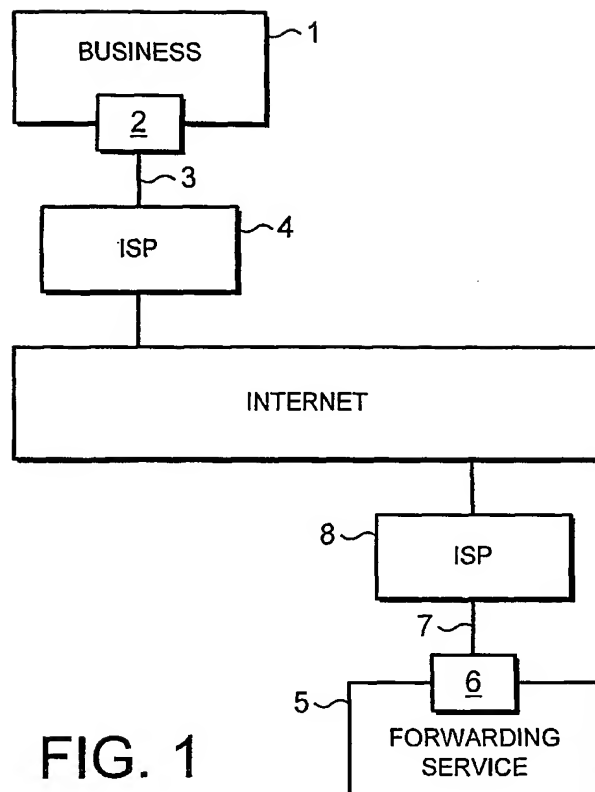 BUSINESS
1
2
3
ISP
4
INTERNET
8
ISP
7
6
5
FORWARDING
SERVICE
FIG. 1